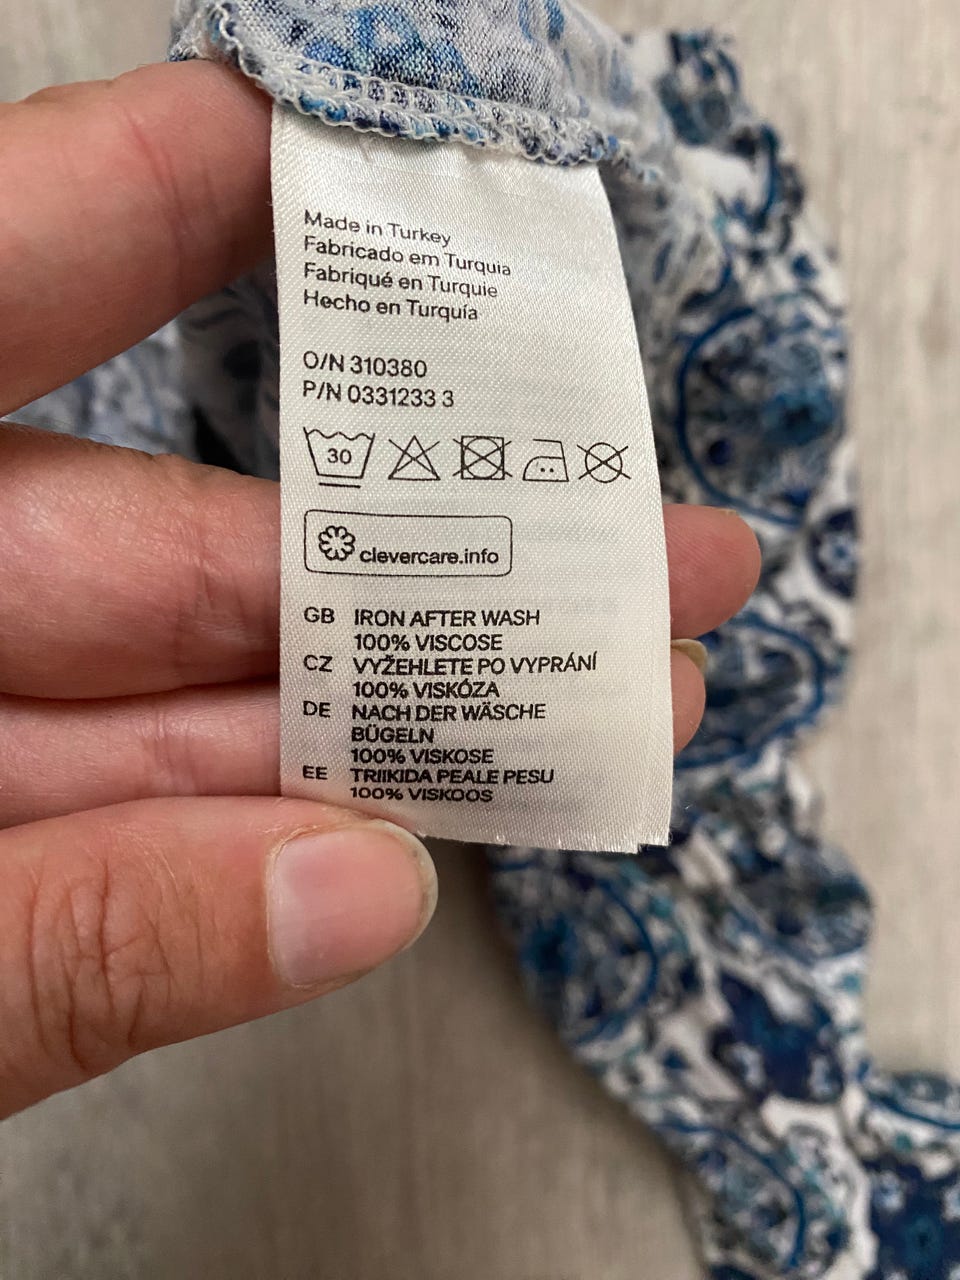 Made in Turkey
Fabricado em Turquia
Fabriqué en Turquie
Hecho en Turquía
O/N 310380
P/N 0331233 3
30
clevercare.info
GB IRON AFTER WASH
100% VISCOSE
CZ VYŽEHLETE PO VYPRÁNÍ
100% VISKÓZA
DE NACH DER WÄSCHE
BÜGELN
100% VISKOSE
EE TRIIKIDA PEALE PESU
100% VISKOOS